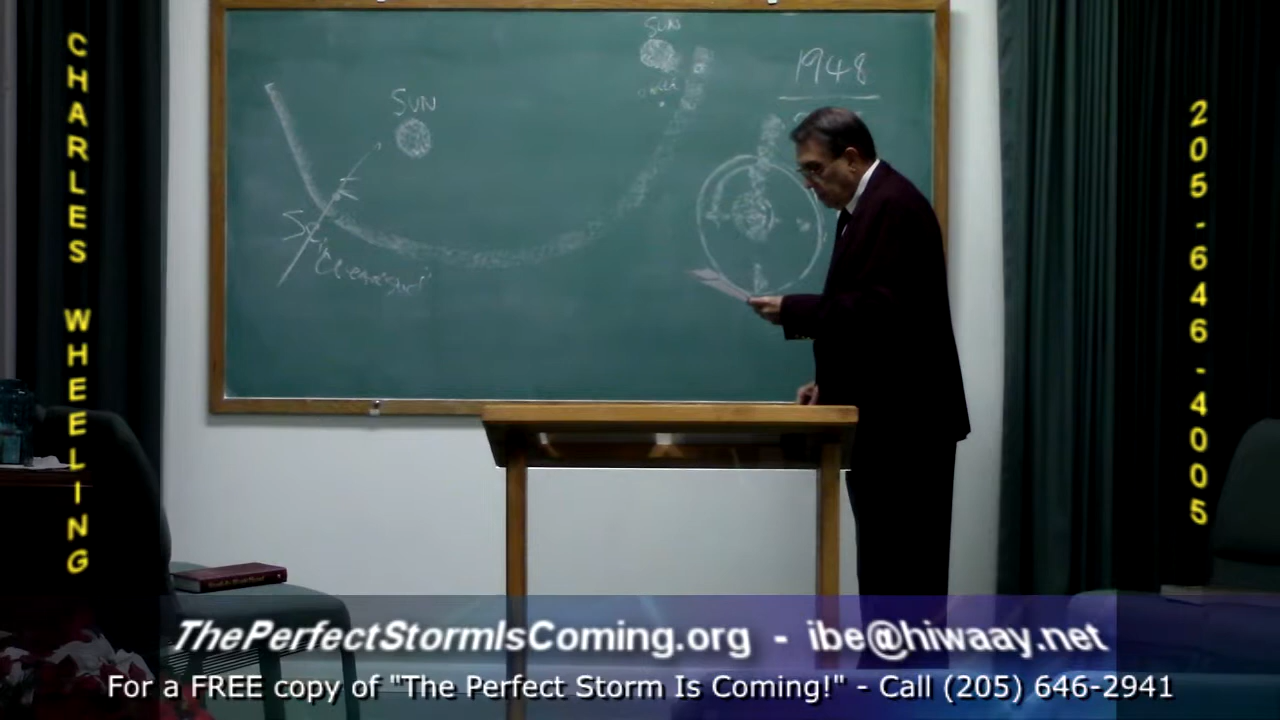 CHARLES WHEELING
SUN
SUN
1948
205-646-4005
ThePerfectStormIsComing.org - ibe@hiwaay.net
For a FREE copy of "The Perfect Storm Is Coming!" - Call (205) 646-2941